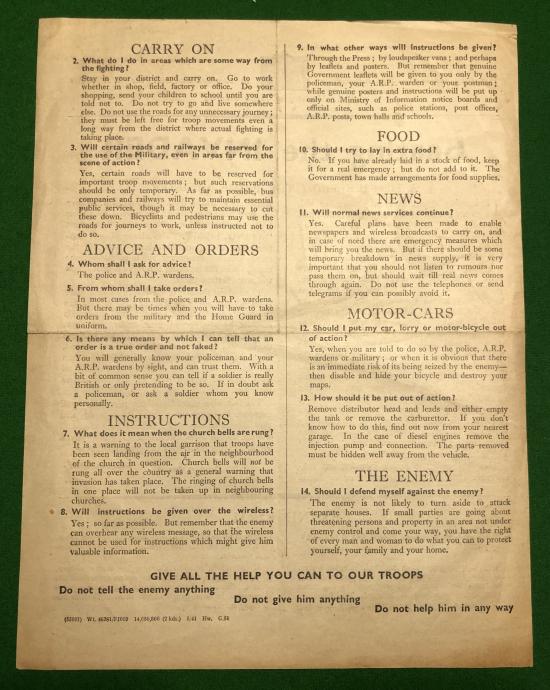 CARRY ON
2. What do I do in areas which are some way from
the fighting?
Stay in your district and carry on. Go to work
whether in shop, field, factory or office. Do your
shopping, send your children to school until you are
told not to. Do not try to go and live somewhere
else. Do not use the roads for any unnecessary journey;
they must be left free for troop movements even a
long way from the district where actual fighting is
taking place.
3. Will certain roads and railways be reserved for
the use of the Military, even in areas far from the
scene of action?
Yes, certain roads will have to be reserved for
important troop movements; but such reservations
should be only temporary. As far as possible, bus
companies and railways will try to maintain essential
public services, though it may be necessary to cut
these down. Bicyclists and pedestrians may use the
roads for journeys to work, unless instructed not to
do so.
ADVICE AND ORDERS
4. Whom shall I ask for advice?
The police and A.R.P. wardens.
5. From whom shall I take orders?
In most cases from the police and A.R.P. wardens.
But there may be times when you will have to take
orders from the military and the Home Guard in
uniform.
6. Is there any means by which I can tell that an
order is a true order and not faked?
You will generally know your policeman and your
A.R.P. wardens by sight, and can trust them. With a
bit of common sense you can tell if a soldier is really
British or only pretending to be so. If in doubt ask
a policeman, or ask a soldier whom you know
personally.
INSTRUCTIONS
7. What does it mean when the church bells are rung?
It is a warning to the local garrison that troops have
been seen landing from the air in the neighbourhood
of the church in question. Church bells will not be
rung all over the country as a general warning that
invasion has taken place. The ringing of church bells
in one place will not be taken up in neighbouring
churches.
8. Will instructions be given over the wireless?
Yes; so far as possible. But remember that the enemy
can overhear any wireless message, so that the wireless
cannot be used for instructions which might give him
valuable information.
9. In what other ways will instructions be given?
Through the Press; by loudspeaker vans; and perhaps
by leaflets and posters. But remember that genuine
Government leaflets will be given to you only by the
policeman, your A.R.P. warden or your postman;
while genuine posters and instructions will be put up
only on Ministry of Information notice boards and
official sites, such as police stations, post offices,
A.R.P. posts, town halls and schools.
FOOD
10. Should I try to lay in extra food?
No. If you have already laid in a stock of food, keep
it for a real emergency; but do not add to it. The
Government has made arrangements for food supplies.
NEWS
11. Will normal news services continue?
Yes. Careful plans have been made to enable
newspapers and wireless broadcasts to carry on, and
in case of need there are emergency measures which
will bring you the news. But if there should be some
temporary breakdown in news supply, it is very
important that you should not listen to rumours nor
pass them on, but should wait till real news comes
through again. Do not use the telephones or send
telegrams if you can possibly avoid it.
MOTOR-CARS
12. Should I put my car, lorry or motor-bicycle out
of action?
Yes, when you are told to do so by the police, A.R.P.
wardens or military; or when it is obvious that there
is an immediate risk of its being seized by the enemy—
then disable and hide your bicycle and destroy your
maps.
13. How should it be put out of action?
Remove distributor head and leads and either empty
the tank or remove the carburettor. If you don't
know how to do this, find out now from your nearest
garage. In the case of diesel engines remove the
injection pump and connection. The parts removed
must be hidden well away from the vehicle.
THE ENEMY
14. Should I defend myself against the enemy?
The enemy is not likely to turn aside to attack
separate houses. If small parties are going about
threatening persons and property in an area not under
enemy control and come your way, you have the right
of every man and woman to do what you can to protect
yourself, your family and your home.
GIVE ALL THE HELP YOU CAN TO OUR TROOPS
Do not tell the enemy anything
Do not give him anything
Do not help him in any way
14,050,000 (2 kds.) 5/41 Hw. G.51